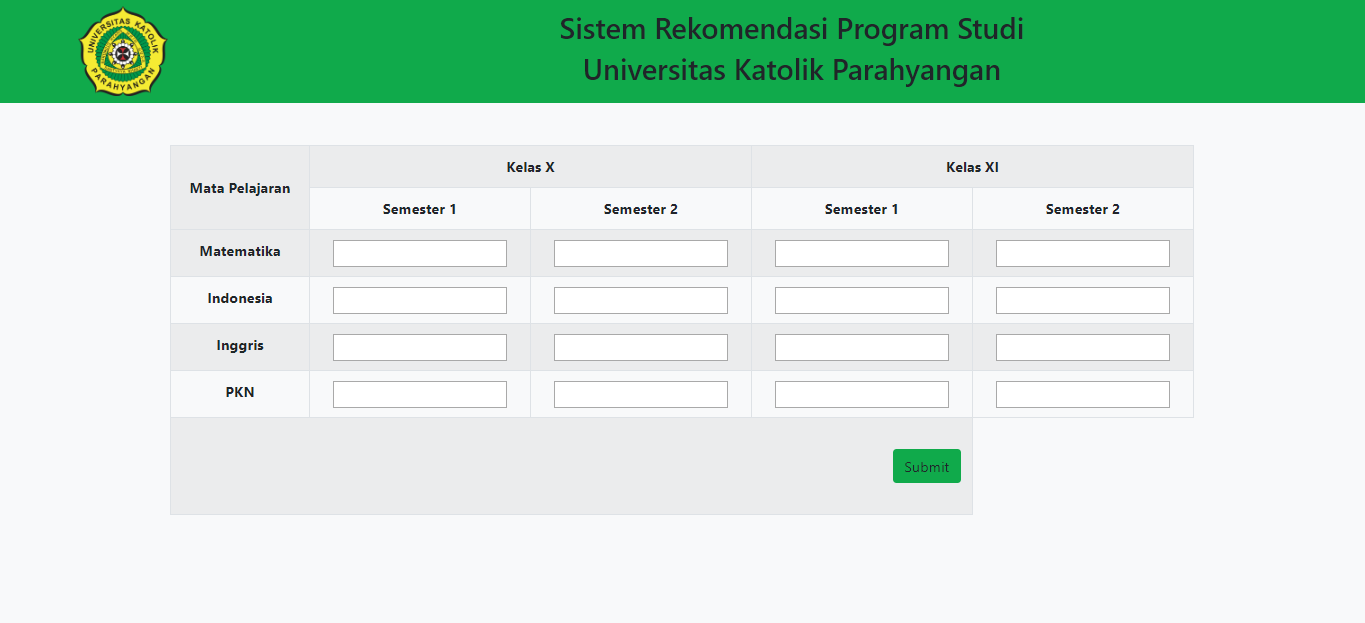 UNIVERSITAS KATOLIK
PARAHYANGAN
Sistem Rekomendasi Program Studi
Universitas Katolik Parahyangan
Mata Pelajaran
Kelas X
Kelas XI
Semester 1
Semester 2
Semester 1
Semester 2
Matematika
Indonesia
Inggris
PKN
Submit